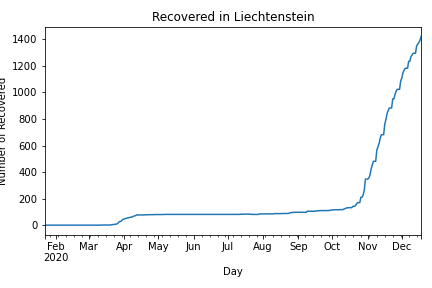 Recovered in Liechtenstein
Number of Recovered
1400
1200
1000
800
600
400
200
0
Feb Mar Apr May Jun Jul Aug Sep Oct Nov Dec
2020
Day